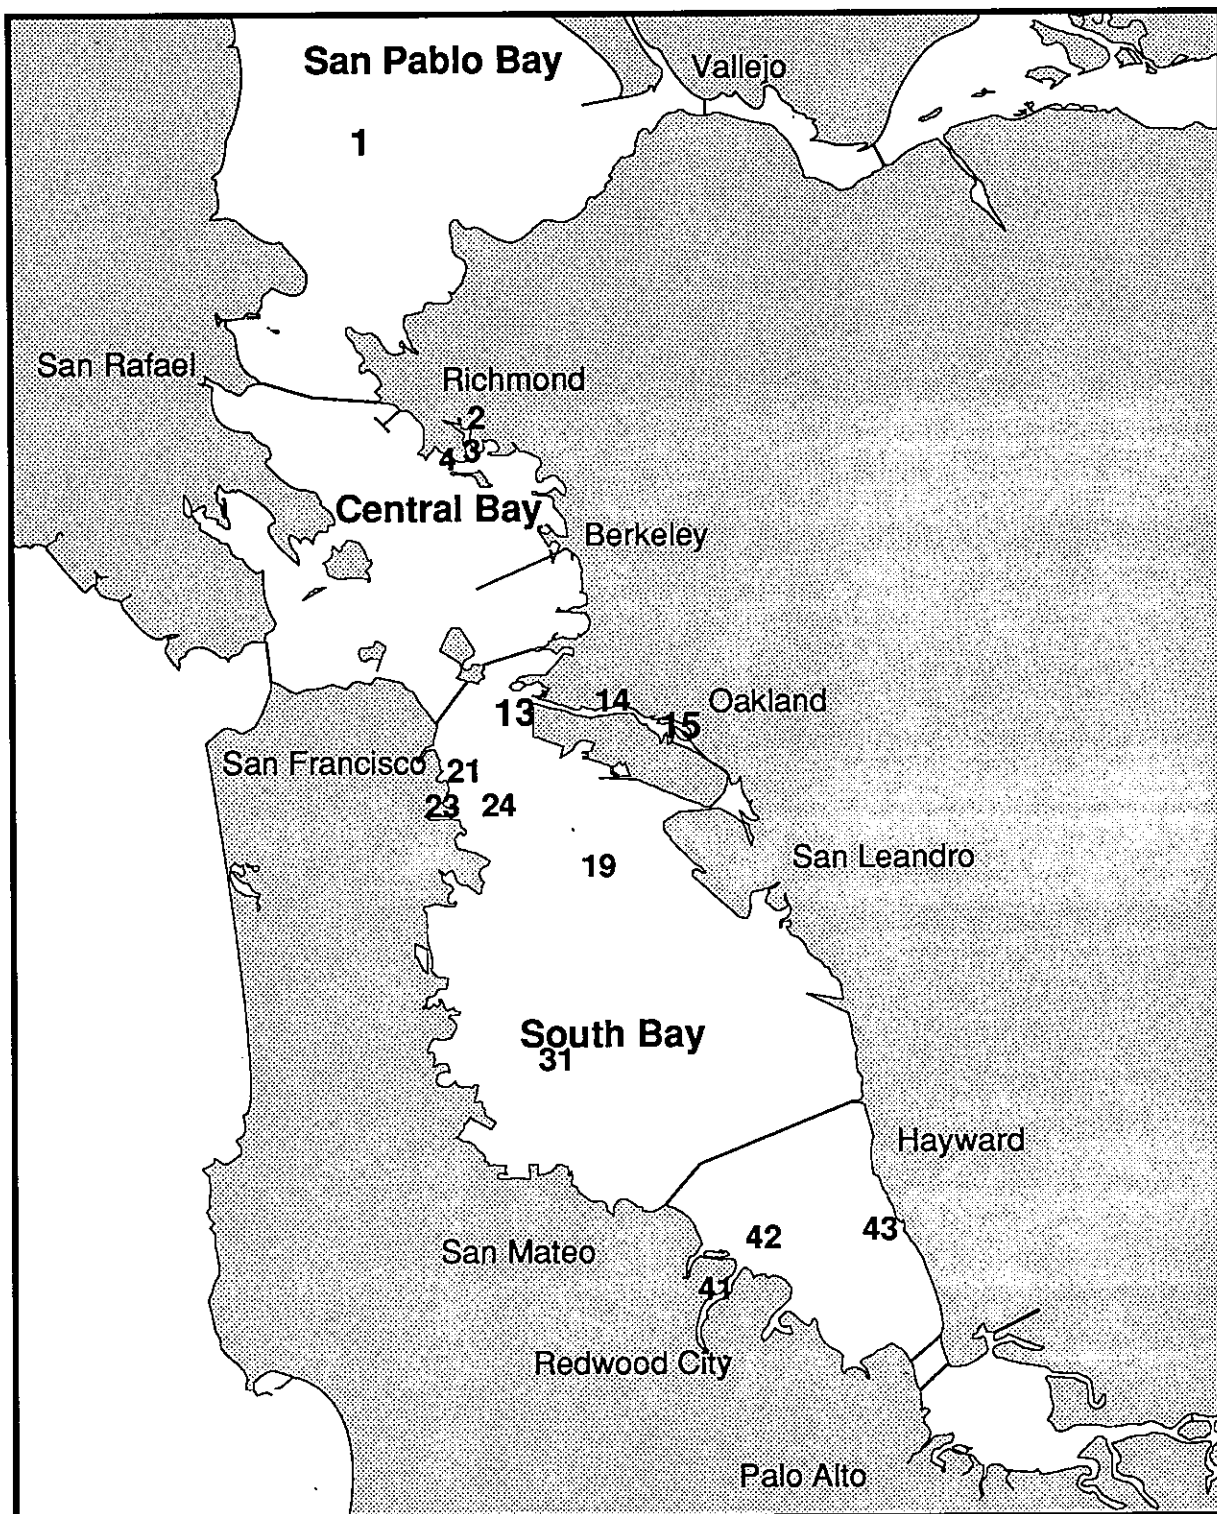 San Pablo Bay
Vallejo
1
San Rafael
Richmond
2
3
4
Central Bay
Berkeley
13
14
Oakland
15
San Francisco
21
23
24
19
San Leandro
South Bay
31
Hayward
42
43
San Mateo
41
Redwood City
Palo Alto